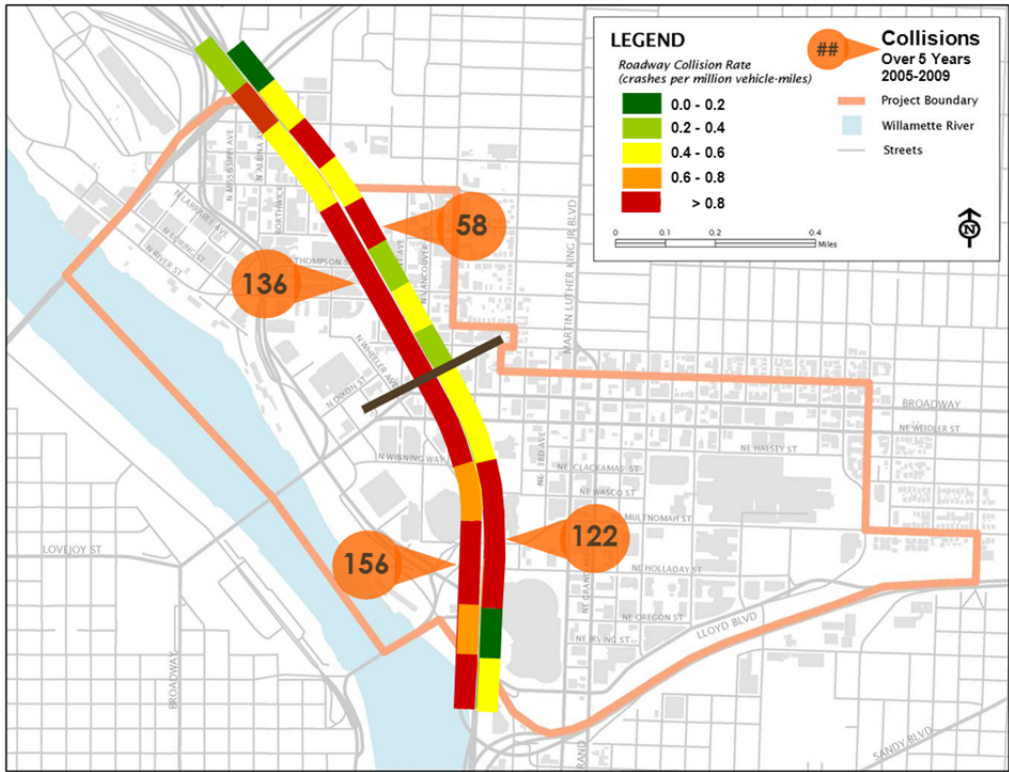 LEGEND
Roadway Collision Rate
(crashes per million vehicle-miles)
0.0 - 0.2
0.2 - 0.4
0.4 - 0.6
0.6 - 0.8
> 0.8
##
Collisions
Over 5 Years
2005-2009
Project Boundary
Willamette River
Streets
0 0.1 0.2 0.4
Miles
N
58
136
122
156
N MISSISSIPPI AVE
N ALBINA AV
N LARRABEE AVE
N LORING ST
N RIVER ST
N THOMPSON S
N VANCOUVER
MARTIN LUTHER KING JR BLVD
N WHEELER AVE
N DIXON ST
BROADWAY
NE WEIDLER ST
NE HALSEY ST
N WINNING WAY
NE 3RD AVE
NE CLACKAMAS ST
NE WASCO ST
MULTNOMAH ST
NE HOLLADAY ST
NE GRAND
NE OREGON ST
NE IRVING ST
LLOYD BLVD
LOVEJOY ST
BROADWAY
SANDY BLVD
RAND